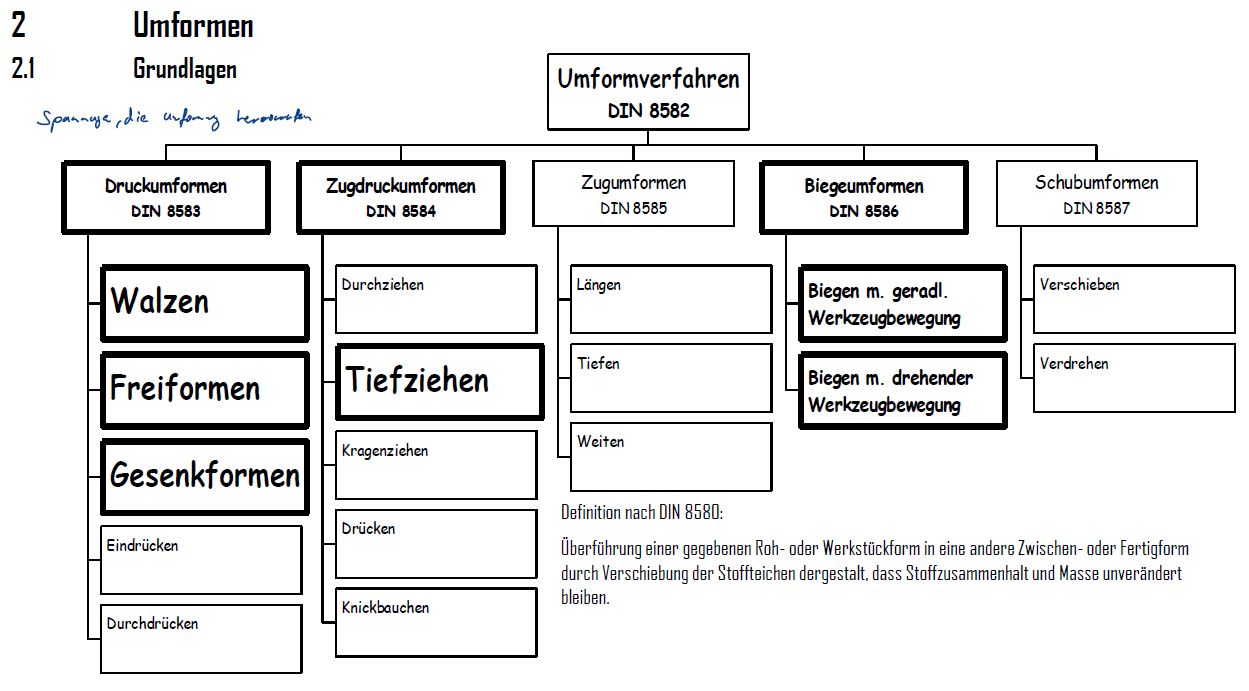 2 Umformen
2.1 Grundlagen
Spannung, die Umformung
Umformverfahren
DIN 8582
Druckumformen
DIN 8583
Zugdruckumformen
DIN 8584
Zugumformen
DIN 8585
Biegeumformen
DIN 8586
Schubumformen
DIN 8587
Walzen
Freiformen
Gesenkformen
Eindrücken
Durchdrücken
Durchziehen
Tiefziehen
Kragenziehen
Drücken
Knickbauchen
Längen
Tiefen
Weiten
Biegen m. geradl.
Werkzeugbewegung
Biegen m. drehender
Werkzeugbewegung
Verschieben
Verdrehen
Definition nach DIN 8580:
Überführung einer gegebenen Roh- oder Werkstückform in eine andere Zwischen- oder Fertigform
durch Verschiebung der Stoffteichen dergestalt, dass Stoffzusammenhalt und Masse unverändert
bleiben.